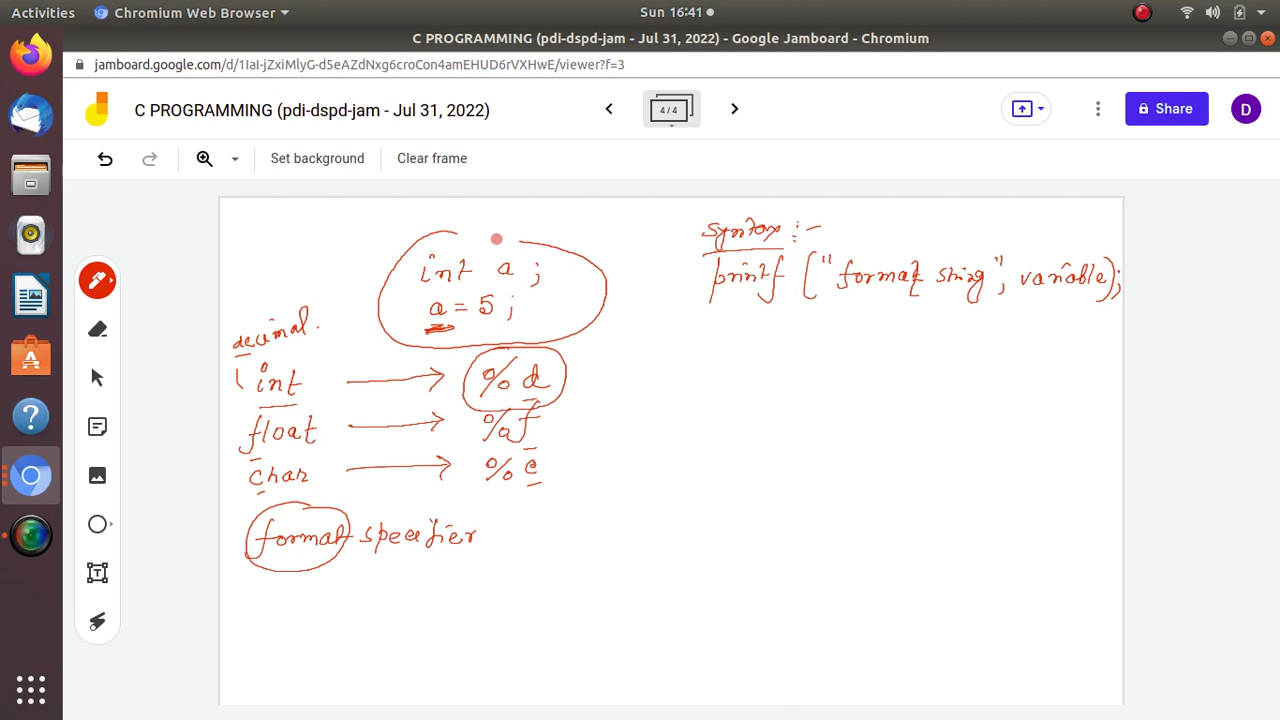 Activities
Chromium Web Browser
Sun 16:41
C PROGRAMMING (pdi-dspd-jam - Jul 31, 2022) - Google Jamboard - Chromium
jamboard.google.com/d/1IaI-jZxiMlyG-d5eAZdNxg6croCon4amEHUD6rVXHwE/viewer?f=3
C PROGRAMMING (pdi-dspd-jam - Jul 31, 2022)
4/4
Share
D
Set background
Clear frame
syntax :-
printf ("format string", variable);
int a ;
a = 5 ;
decimal.
int → %d
float → %f
char → %c
format specifier